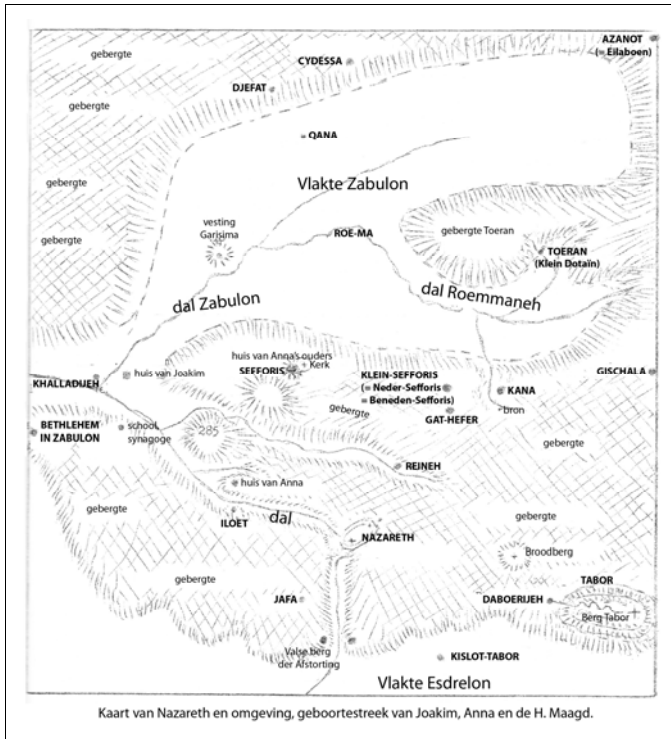 AZANOT
(= Eilaboen)
gebergte
CYDESSA
DJEFAT
gebergte
QANA
Vlakte Zabulon
vesting
Garisima
ROE-MA
gebergte Toeran
TOERAN
(Klein Dotaïn)
gebergte
dal Zabulon
dal Roemmaneh
huis van Anna's ouders
SEFFORIS
Kerk
huis van Joakim
KHALLADIJEH
KLEIN-SEFFORIS
(= Neder-Sefforis
= Beneden-Sefforis)
KANA
GISCHALA
gebergte
GAT-HEFER
bron
BETHLEHEM
IN ZABULON
school,
synagoge
285
gebergte
REINEH
huis van Anna
gebergte
ILOET
dal
gebergte
NAZARETH
Broodberg
gebergte
TABOR
JAFA
DABOERIJEH
Berg Tabor
Valse berg
der Afstorting
KISLOT-TABOR
Vlakte Esdrelon
Kaart van Nazareth en omgeving, geboortestreek van Joakim, Anna en de H. Maagd.